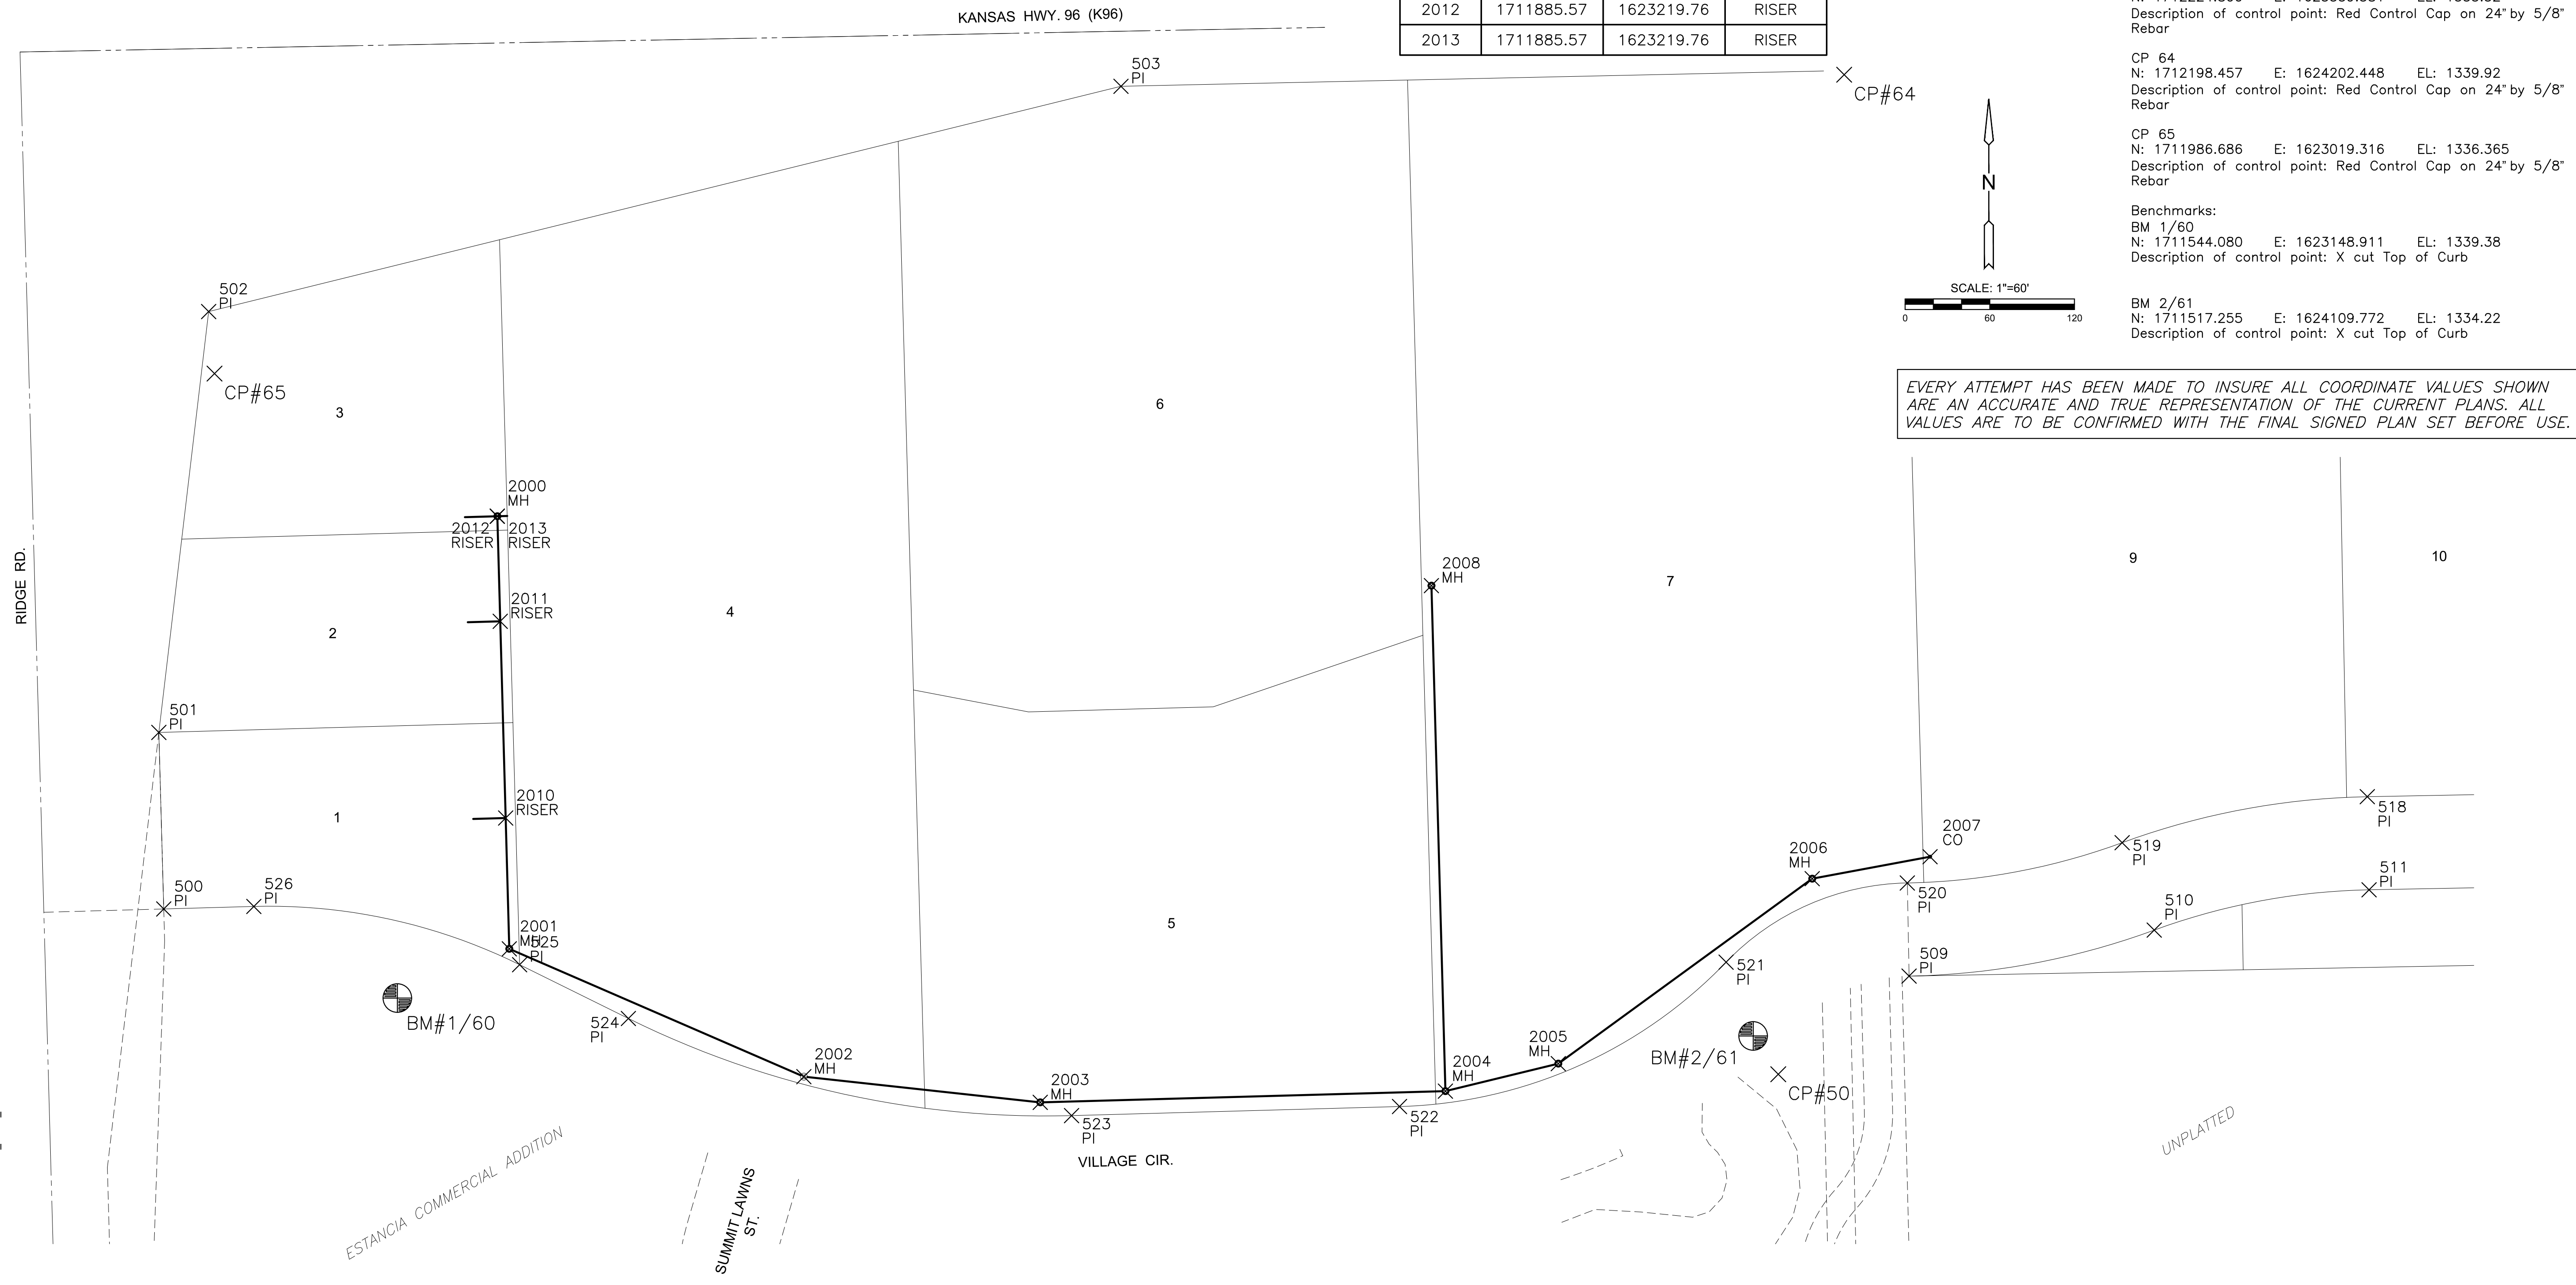 KANSAS HWY. 96 (K96)
2012 1711885.57 1623219.76 RISER
2013 1711885.57 1623219.76 RISER
Description of control point: Red Control Cap on 24" by 5/8"
Rebar
CP 64
N: 1712198.457 E: 1624202.448 EL: 1339.92
Description of control point: Red Control Cap on 24" by 5/8"
Rebar
CP 65
N: 1711986.686 E: 1623019.316 EL: 1336.365
Description of control point: Red Control Cap on 24" by 5/8"
Rebar
Benchmarks:
BM 1/60
N: 1711544.080 E: 1623148.911 EL: 1339.38
Description of control point: X cut Top of Curb
BM 2/61
N: 1711517.255 E: 1624109.772 EL: 1334.22
Description of control point: X cut Top of Curb
N
SCALE: 1"=60'
0 60 120
EVERY ATTEMPT HAS BEEN MADE TO INSURE ALL COORDINATE VALUES SHOWN
ARE AN ACCURATE AND TRUE REPRESENTATION OF THE CURRENT PLANS. ALL
VALUES ARE TO BE CONFIRMED WITH THE FINAL SIGNED PLAN SET BEFORE USE.
503
PI
CP#64
502
PI
CP#65
3
6
2000
MH
2012
RISER
2013
RISER
RIDGE RD.
2011
RISER
2
4
2008
MH
7
9
10
501
PI
2010
RISER
1
500
PI
526
PI
2001
MH
525
PI
5
2006
MH
2007
CO
518
PI
519
PI
511
PI
520
PI
510
PI
509
PI
521
PI
BM#1/60
524
PI
2002
MH
2003
MH
2004
MH
2005
MH
BM#2/61
CP#50
523
PI
522
PI
VILLAGE CIR.
ESTANCIA COMMERCIAL ADDITION
SUMMIT LAWNS
ST.
UNPLATTED